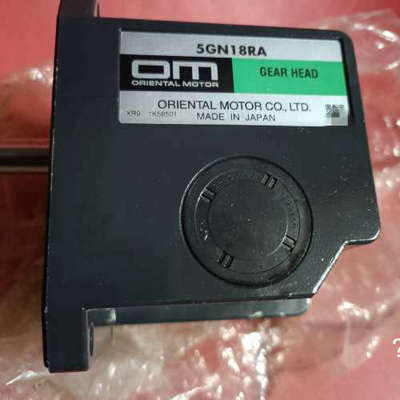 5GN18RA
OM
ORIENTAL MOTOR
GEAR HEAD
ORIENTAL MOTOR CO., LTD.
MADE IN JAPAN